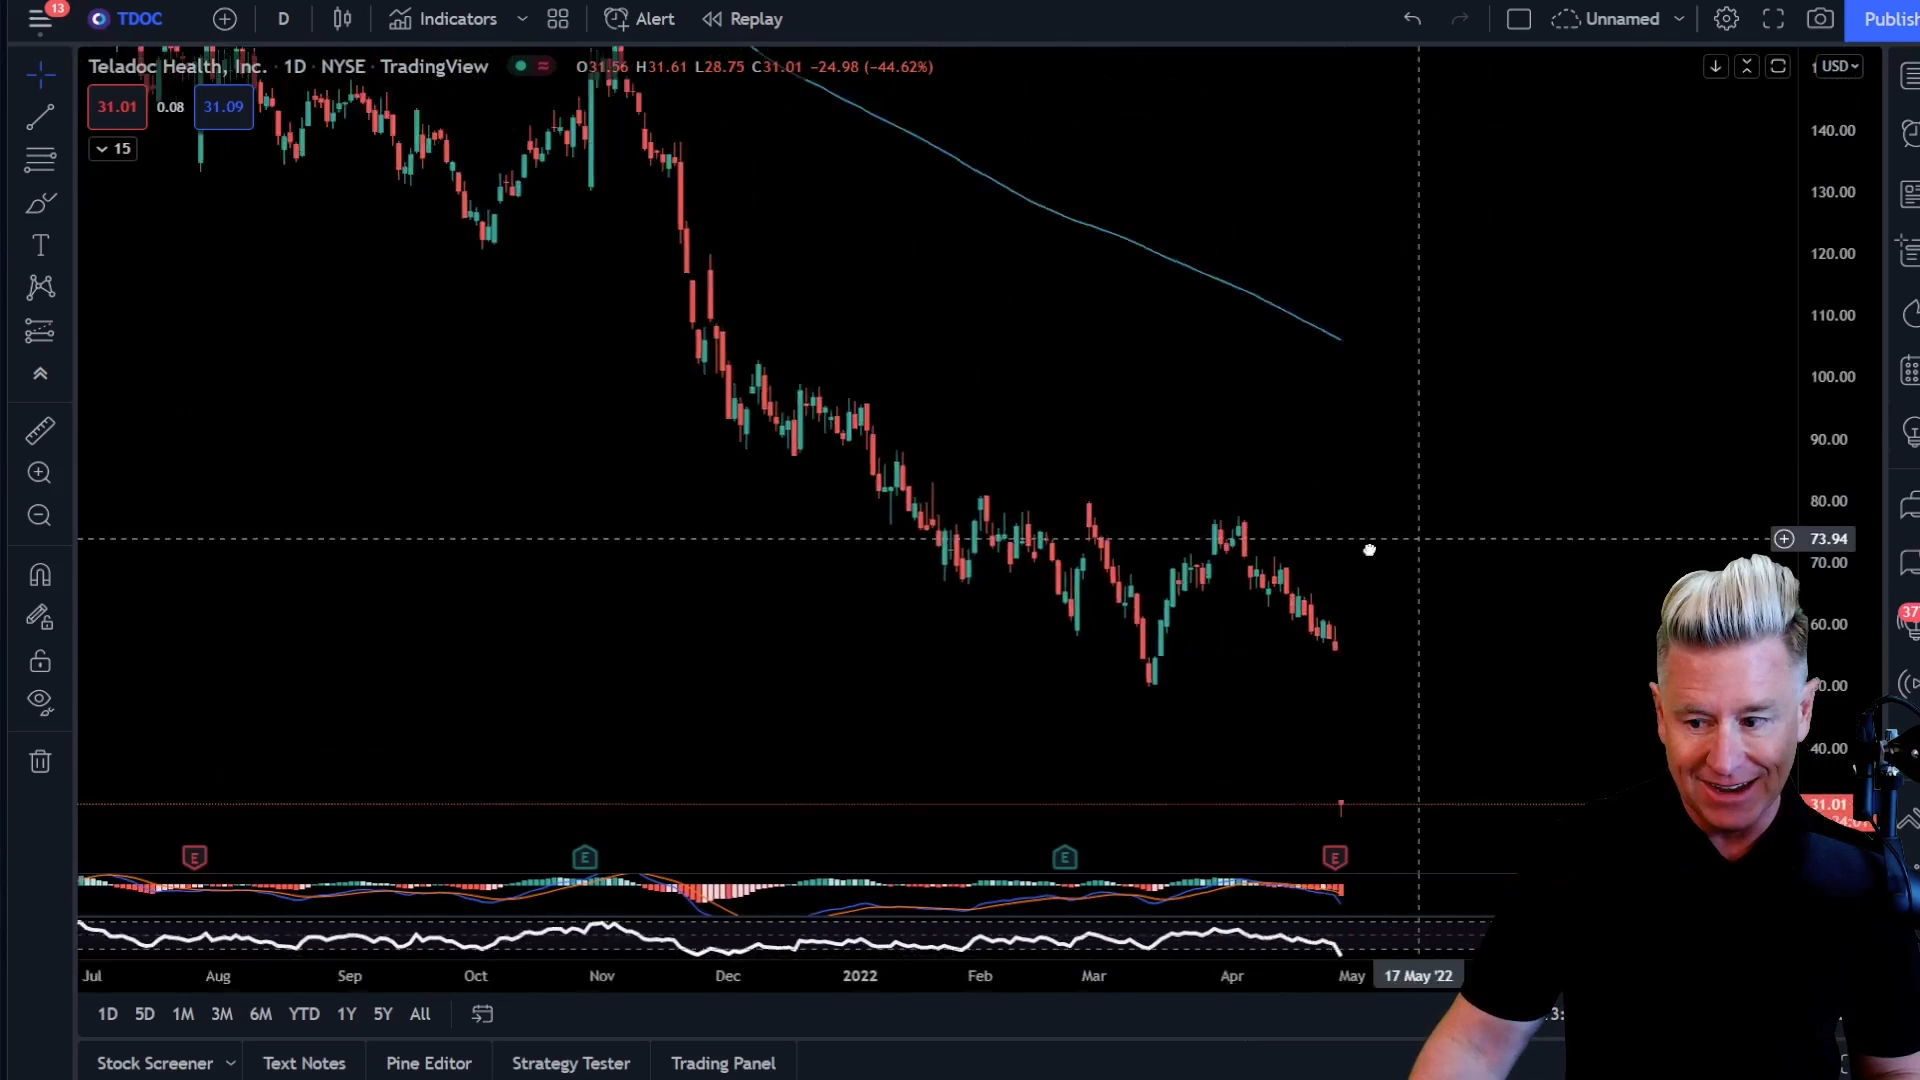 13
TDOC
D
Indicators
Alert
Replay
Unnamed
Publish
Teladoc Health, Inc. · 1D · NYSE · TradingView
O31.56 H31.61 L28.75 C31.01 −24.98 (−44.62%)
USD
31.01
0.08
31.09
15
140.00
130.00
120.00
110.00
100.00
90.00
80.00
73.94
70.00
60.00
37
40.00
31.01
E
E
E
E
Jul
Aug
Sep
Oct
Nov
Dec
2022
Feb
Mar
Apr
May
17 May '22
1D
5D
1M
3M
6M
YTD
1Y
5Y
All
Stock Screener
Text Notes
Pine Editor
Strategy Tester
Trading Panel